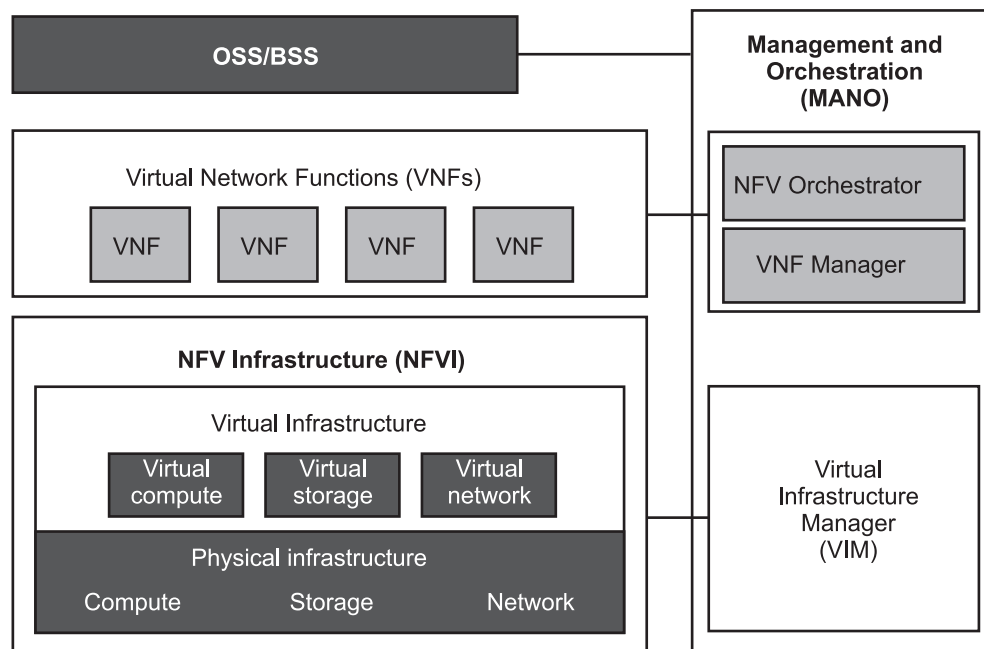 OSS/BSS
Management and
Orchestration
(MANO)
Virtual Network Functions (VNFs)
VNF VNF VNF VNF
NFV Orchestrator
VNF Manager
NFV Infrastructure (NFVI)
Virtual Infrastructure
Virtual
compute
Virtual
storage
Virtual
network
Physical infrastructure
Compute Storage Network
Virtual
Infrastructure
Manager
(VIM)